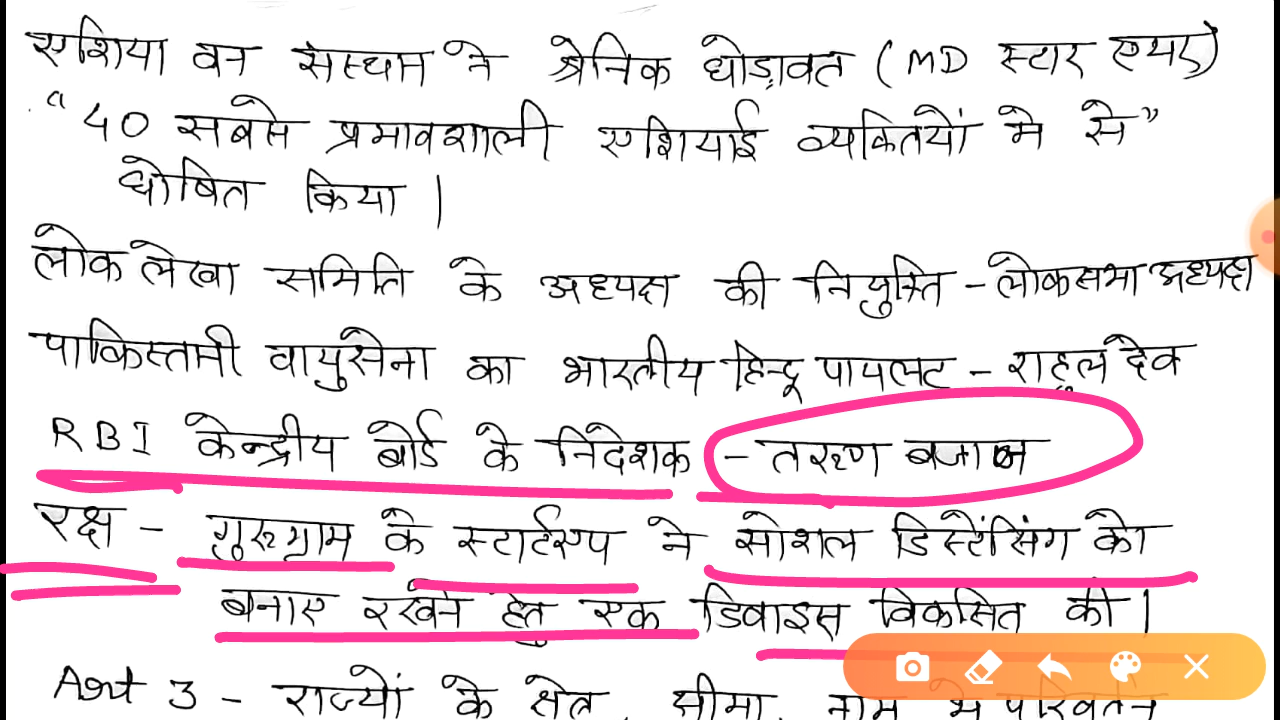 एशिया वन संस्थान ने श्रेनिक घोड़ावत (MD स्टार एयर)
"40 सबसे प्रभावशाली एशियाई व्यक्तियों मे से"
घोषित किया |
लोक लेखा समिति के अध्यक्ष की नियुक्ति - लोकसभा अध्यक्ष
पाकिस्तानी वायुसेना का भारतीय हिन्दू पायलट - राहुल देव
RBI केन्द्रीय बोर्ड के निदेशक - तरुण बजाज
रक्ष - गुरुग्राम के स्टार्टएप ने सोशल डिस्टेंसिंग को
बनाए रखने हेतु एक डिवाइस विकसित की |
Art 3 - राज्यों के क्षेत्र, सीमा, नाम मे परिवर्तन